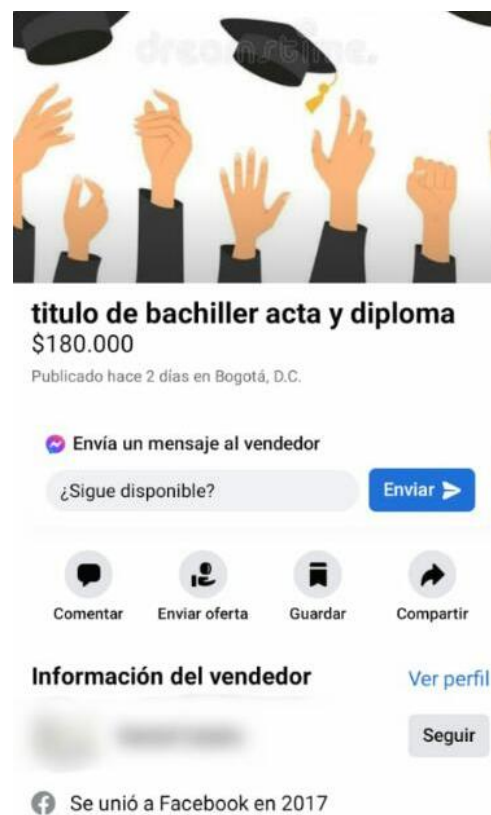 dreamstime.
titulo de bachiller acta y diploma
$180.000
Publicado hace 2 días en Bogotá, D.C.
Envía un mensaje al vendedor
¿Sigue disponible?
Enviar
Comentar
Enviar oferta
Guardar
Compartir
Información del vendedor
Ver perfil
Seguir
Se unió a Facebook en 2017